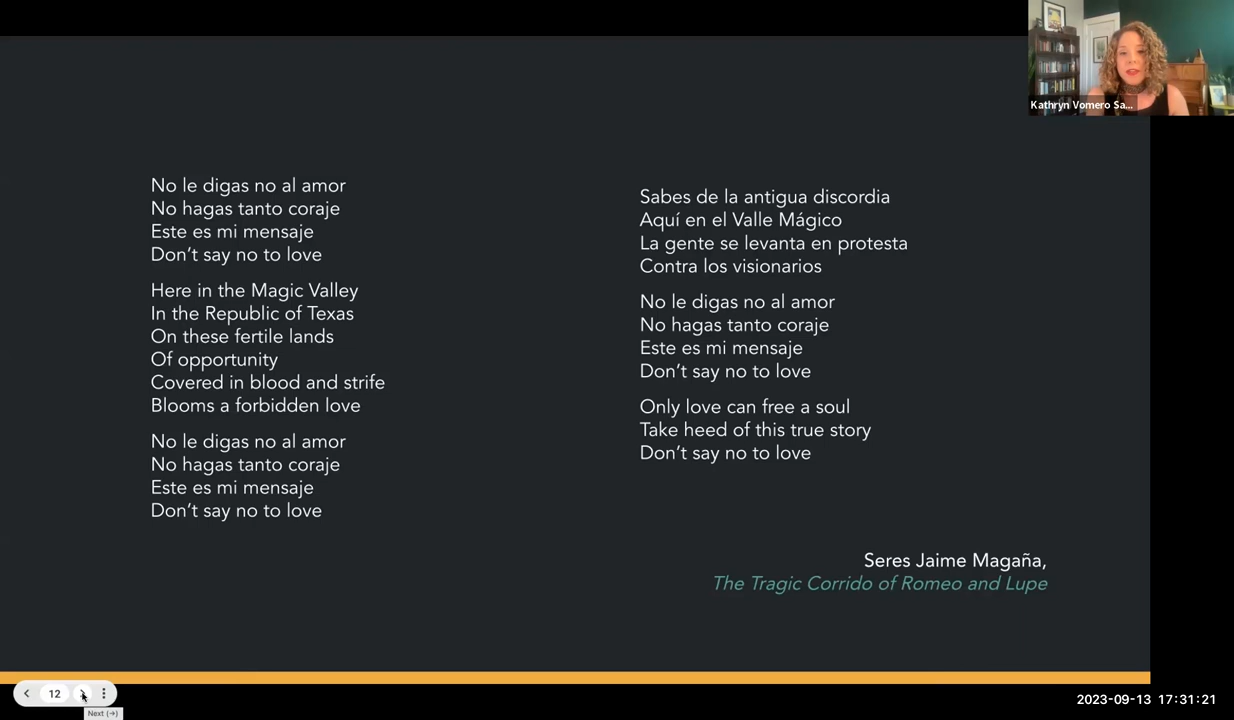 Kathryn Vomero Sa...
No le digas no al amor
No hagas tanto coraje
Este es mi mensaje
Don't say no to love
Here in the Magic Valley
In the Republic of Texas
On these fertile lands
Of opportunity
Covered in blood and strife
Blooms a forbidden love
No le digas no al amor
No hagas tanto coraje
Este es mi mensaje
Don't say no to love
Sabes de la antigua discordia
Aquí en el Valle Mágico
La gente se levanta en protesta
Contra los visionarios
No le digas no al amor
No hagas tanto coraje
Este es mi mensaje
Don't say no to love
Only love can free a soul
Take heed of this true story
Don't say no to love
Seres Jaime Magaña,
The Tragic Corrido of Romeo and Lupe
12
Next (→)
2023-09-13 17:31:21